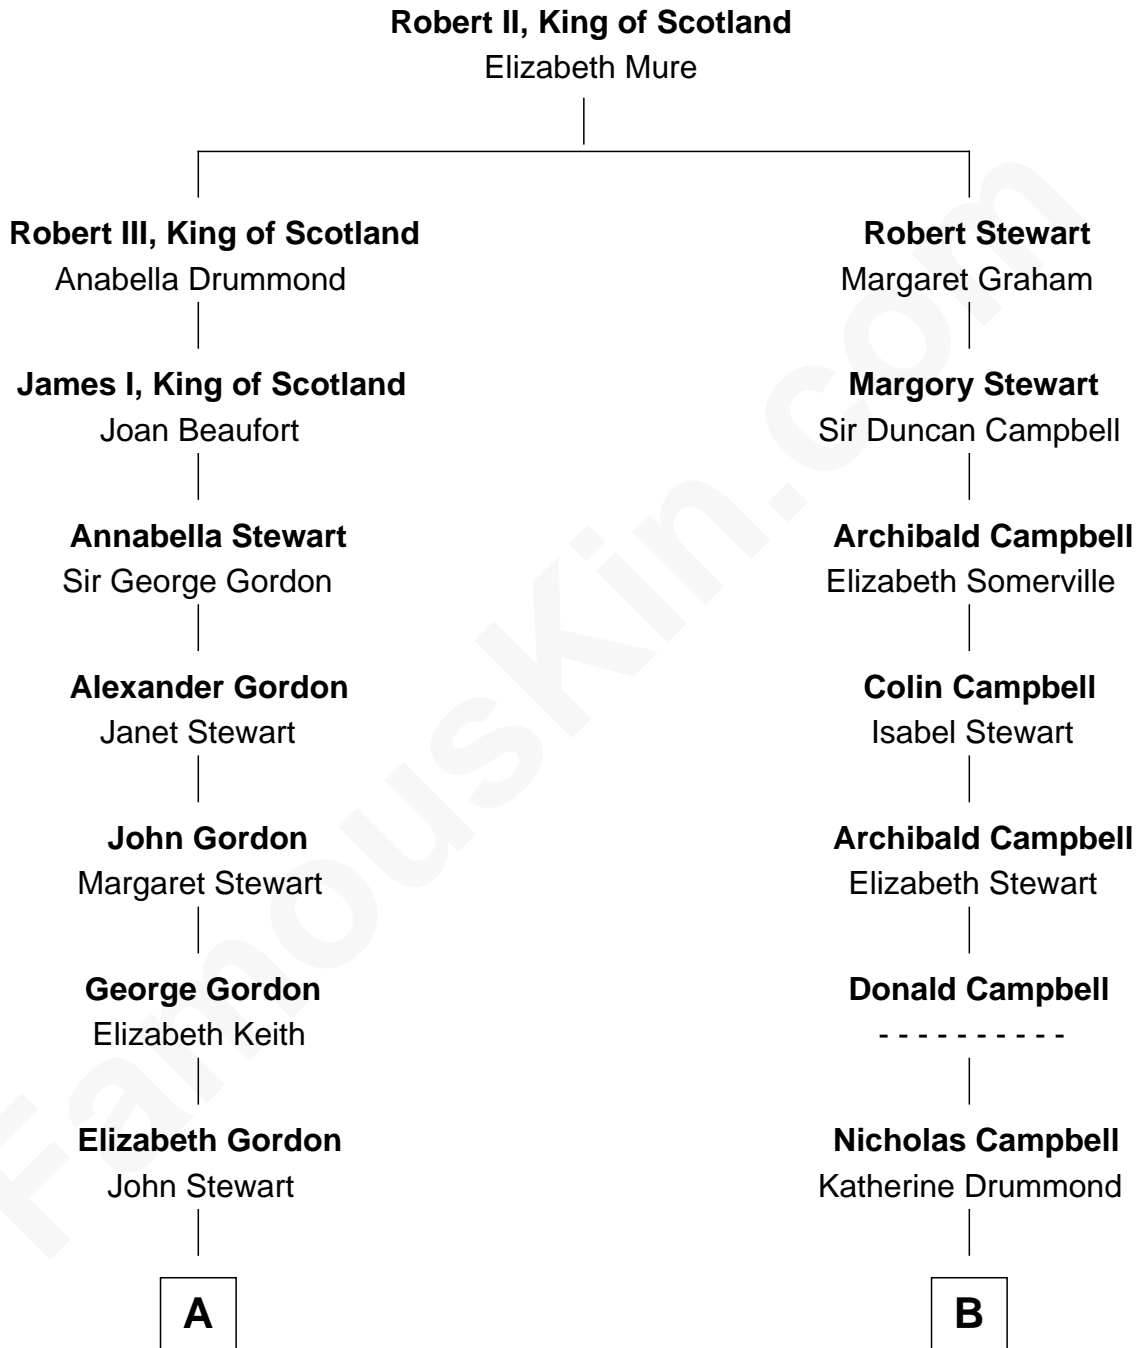 Robert II, King of Scotland
Elizabeth Mure
Robert III, King of Scotland
Anabella Drummond
Robert Stewart
Margaret Graham
James I, King of Scotland
Joan Beaufort
Margory Stewart
Sir Duncan Campbell
Annabella Stewart
Sir George Gordon
Archibald Campbell
Elizabeth Somerville
Alexander Gordon
Janet Stewart
Colin Campbell
Isabel Stewart
John Gordon
Margaret Stewart
Archibald Campbell
Elizabeth Stewart
George Gordon
Elizabeth Keith
Donald Campbell
- - - - - - - - - -
Elizabeth Gordon
John Stewart
Nicholas Campbell
Katherine Drummond
A
B
FamousKin.com